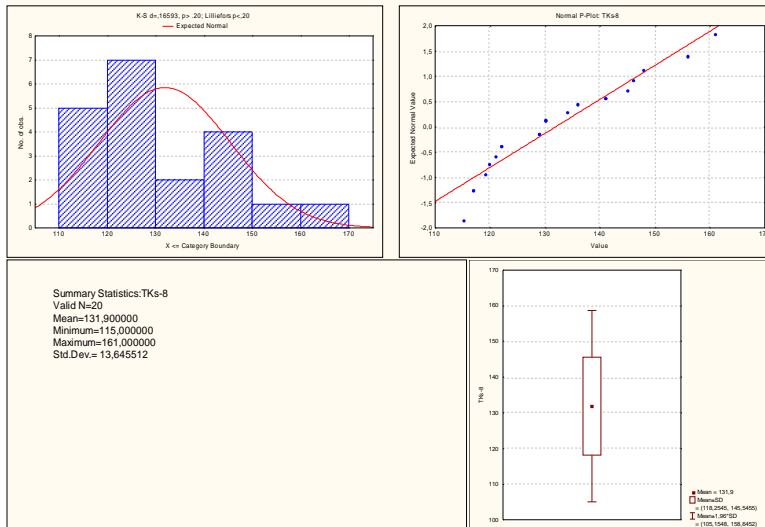 K-S d=,16593, p> .20; Lilliefors p<,20
Expected Normal
8
7
6
5
4
3
2
1
0
No. of obs.
110 120 130 140 150 160 170
X <= Category Boundary
Normal P-Plot: TKs-8
2,0
1,5
1,0
0,5
0,0
-0,5
-1,0
-1,5
-2,0
Expected Normal Value
110 120 130 140 150 160 170
Value
Summary Statistics:TKs-8
Valid N=20
Mean=131,900000
Minimum=115,000000
Maximum=161,000000
Std.Dev.= 13,645512
170
160
150
140
130
120
110
100
TKs-8
Mean = 131,9
Mean±SD
= (118,2545, 145,5455)
Mean±1,96*SD
= (105,1548, 158,6452)